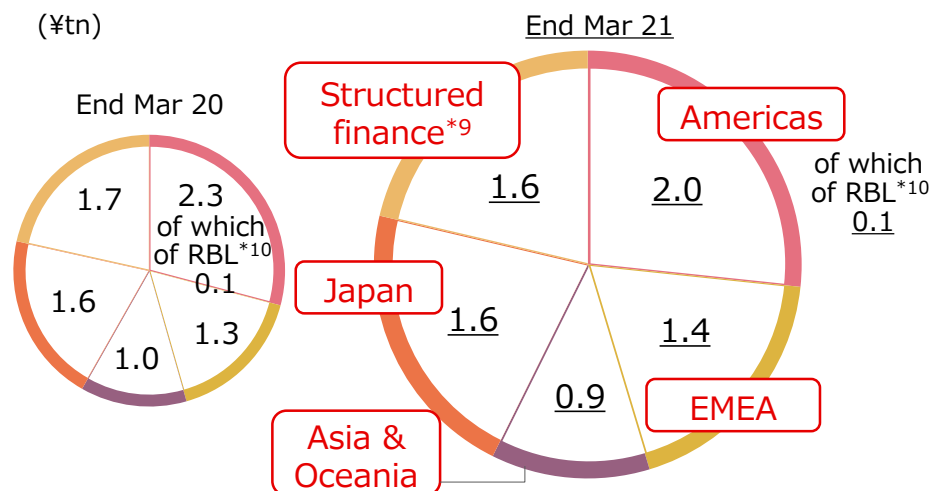 (¥tn)
End Mar 20
1.7
2.3
of which
of RBL*10
0.1
1.6
1.3
1.0
End Mar 21
Structured
finance*9
Americas
of which
of RBL*10
0.1
1.6
2.0
Japan
1.6
1.4
0.9
EMEA
Asia &
Oceania